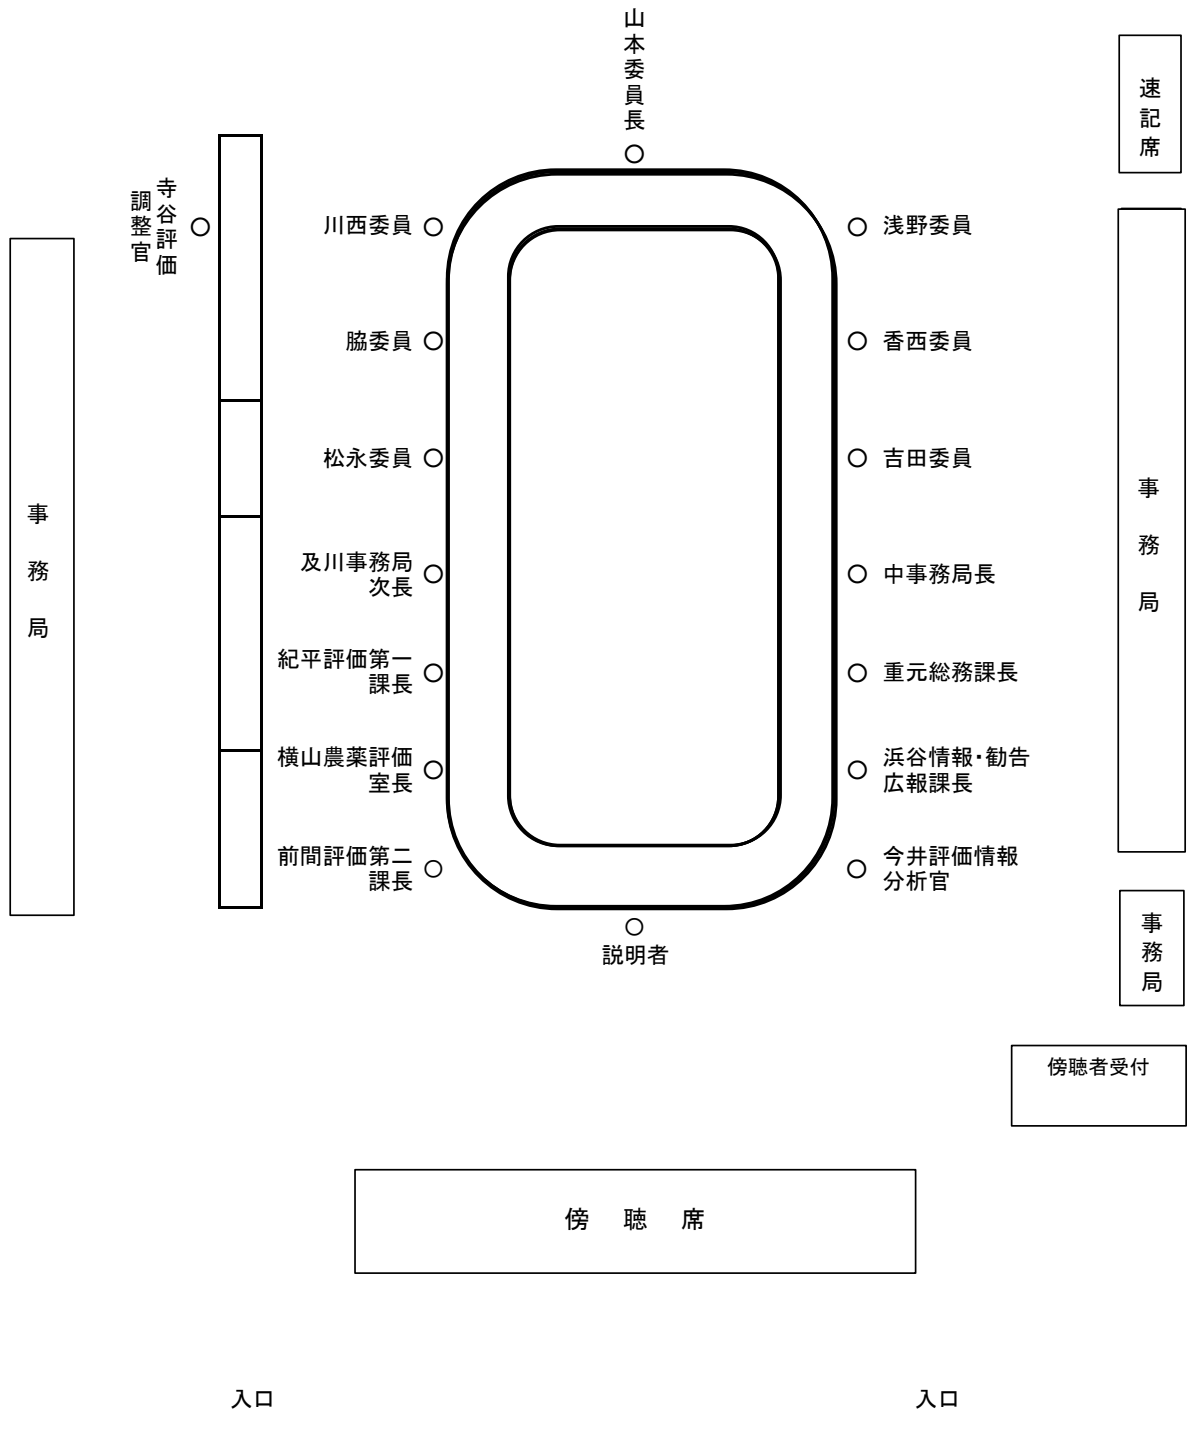 山本委員長
速記席
寺谷評価
調整官
川西委員
浅野委員
脇委員
香西委員
松永委員
吉田委員
事務局
事務局
及川事務局
次長
中事務局長
紀平評価第一
課長
重元総務課長
横山農薬評価
室長
浜谷情報・勧告
広報課長
前間評価第二
課長
今井評価情報
分析官
説明者
事務局
傍聴者受付
傍聴席
入口
入口